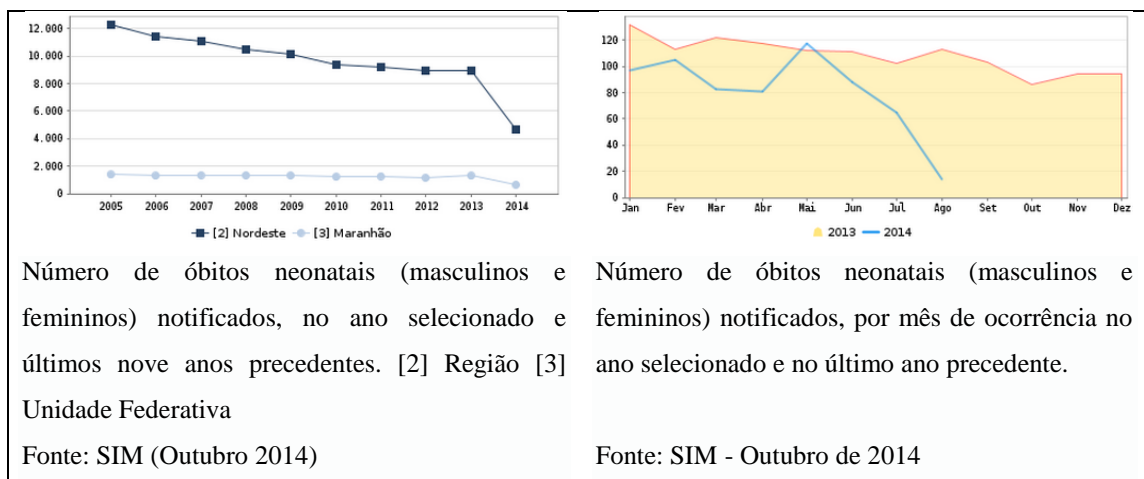 12.000
10.000
8.000
6.000
4.000
2.000
0
2005 2006 2007 2008 2009 2010 2011 2012 2013 2014
[2] Nordeste [3] Maranhão
Número de óbitos neonatais (masculinos e
femininos) notificados, no ano selecionado e
últimos nove anos precedentes. [2] Região [3]
Unidade Federativa
Fonte: SIM (Outubro 2014)
120
100
80
60
40
20
0
Jan Fev Mar Abr Mai Jun Jul Ago Set Out Nov Dez
2013 2014
Número de óbitos neonatais (masculinos e
femininos) notificados, por mês de ocorrência no
ano selecionado e no último ano precedente.
Fonte: SIM - Outubro de 2014